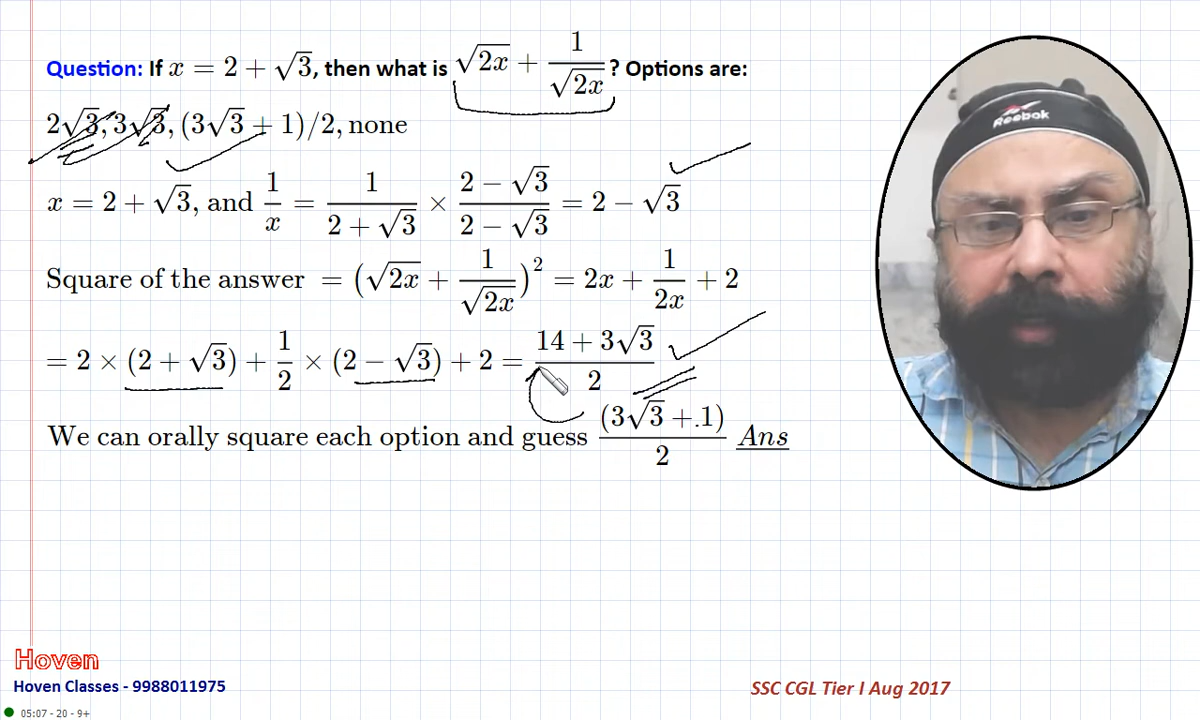 Question: If x = 2 + √3, then what is √2x + 1/√2x ? Options are:
2√3, 3√3, (3√3 + 1)/2, none
x = 2 + √3, and 1/x = 1/(2 + √3) × (2 − √3)/(2 − √3) = 2 − √3
Square of the answer = (√2x + 1/√2x)² = 2x + 1/2x + 2
= 2 × (2 + √3) + 1/2 × (2 − √3) + 2 = (14 + 3√3)/2
We can orally square each option and guess (3√3 + 1)/2 Ans
Reebok
Hoven
Hoven Classes - 9988011975
SSC CGL Tier I Aug 2017
05:07 - 20 - 9+